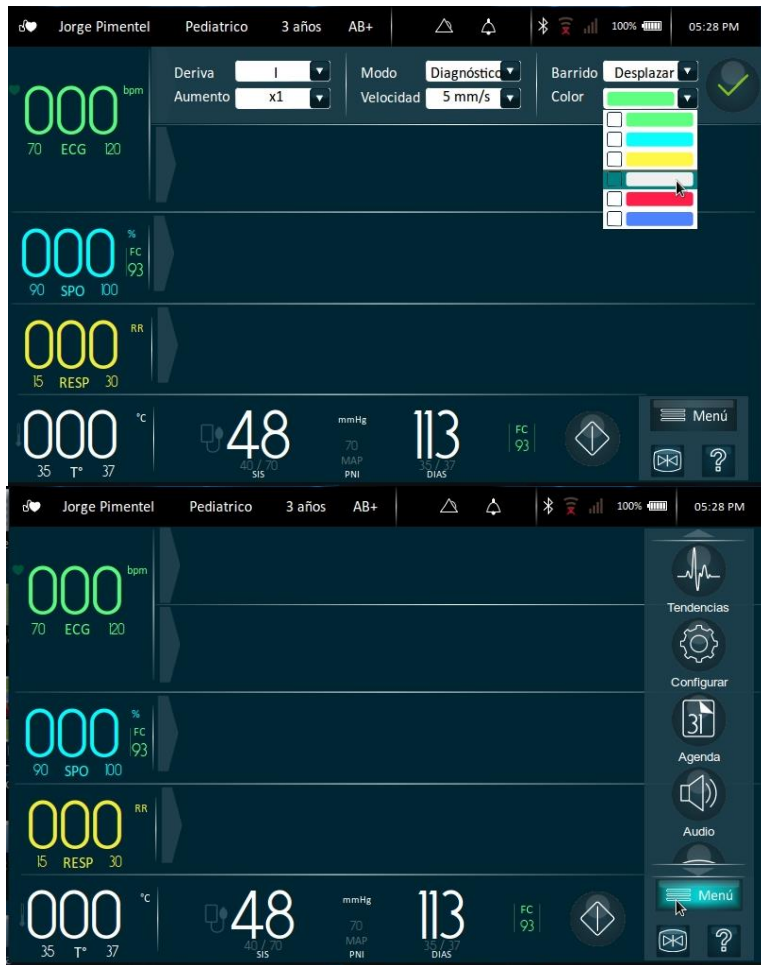 Jorge Pimentel Pediatrico 3 años AB+ 100% 05:28 PM
Deriva I Modo Diagnóstico Barrido Desplazar
Aumento x1 Velocidad 5 mm/s Color
000 bpm
70 ECG 120
000 %
FC
93
90 SPO 100
000 RR
15 RESP 30
000 °C
35 T° 37
48
40 / 70
SIS
mmHg
70
MAP
PNI
113
35 / 37
DIAS
FC
93
Menú
?
Jorge Pimentel Pediatrico 3 años AB+ 100% 05:28 PM
000 bpm
70 ECG 120
000 %
FC
93
90 SPO 100
000 RR
15 RESP 30
000 °C
35 T° 37
48
40 / 70
SIS
mmHg
70
MAP
PNI
113
35 / 37
DIAS
FC
93
Tendencias
Configurar
31
Agenda
Audio
Menú
?